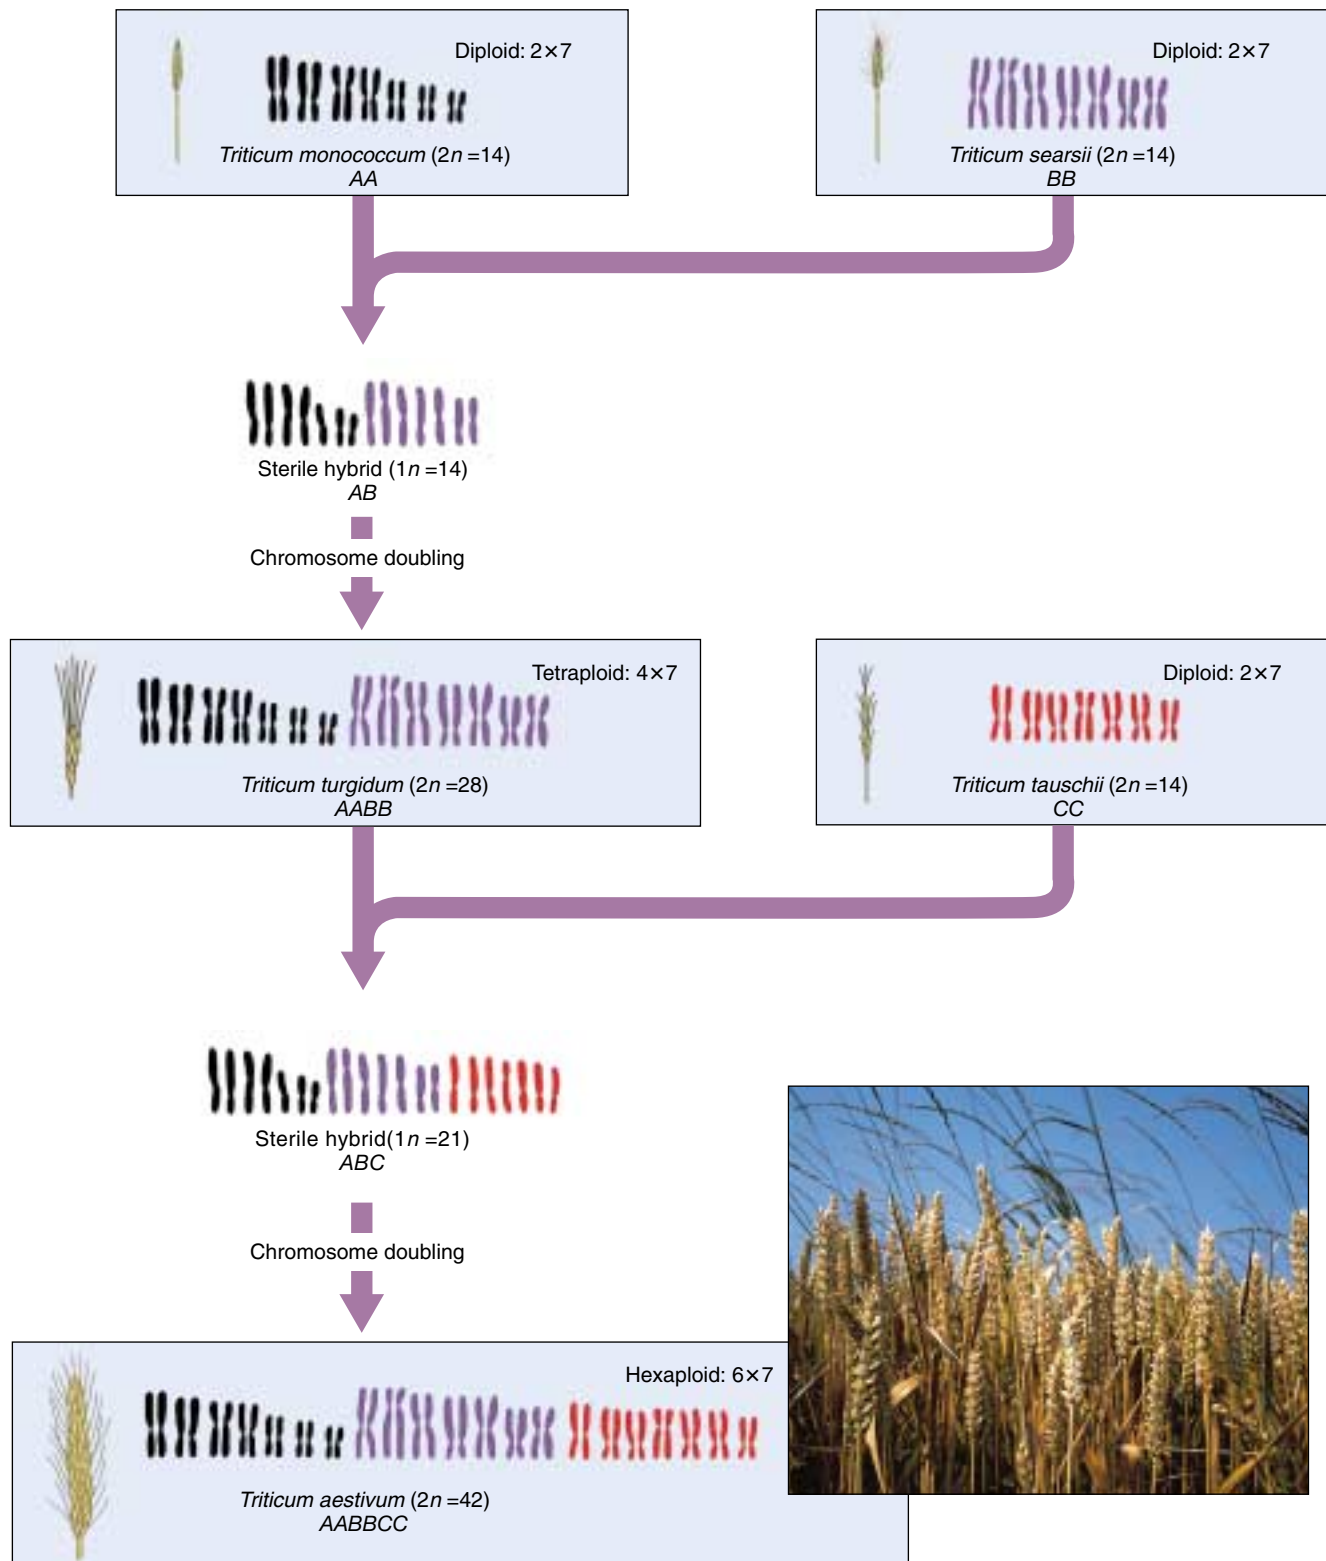 Diploid: 2×7
Triticum monococcum (2n =14)
AA
Diploid: 2×7
Triticum searsii (2n =14)
BB
Sterile hybrid (1n =14)
AB
Chromosome doubling
Tetraploid: 4×7
Triticum turgidum (2n =28)
AABB
Diploid: 2×7
Triticum tauschii (2n =14)
CC
Sterile hybrid(1n =21)
ABC
Chromosome doubling
Hexaploid: 6×7
Triticum aestivum (2n =42)
AABBCC